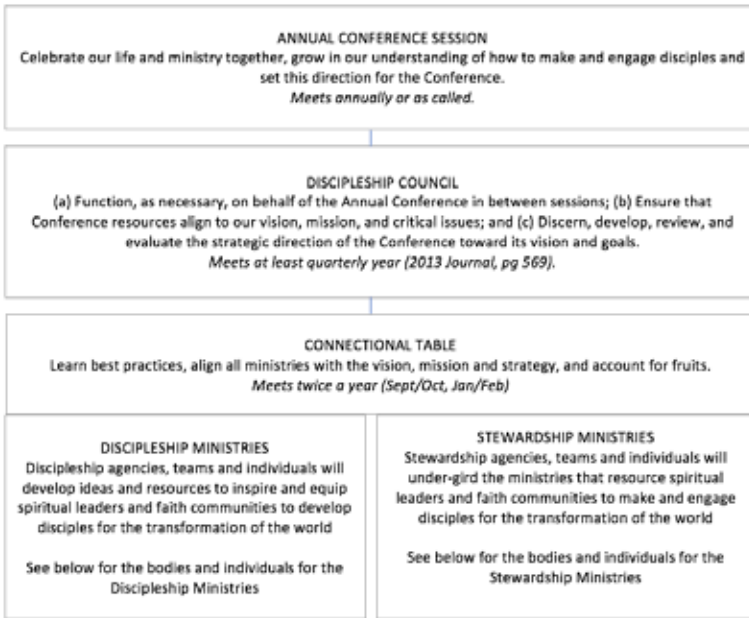 ANNUAL CONFERENCE SESSION
Celebrate our life and ministry together, grow in our understanding of how to make and engage disciples and
set this direction for the Conference.
Meets annually or as called.
DISCIPLESHIP COUNCIL
(a) Function, as necessary, on behalf of the Annual Conference in between sessions; (b) Ensure that
Conference resources align to our vision, mission, and critical issues; and (c) Discern, develop, review, and
evaluate the strategic direction of the Conference toward its vision and goals.
Meets at least quarterly year (2013 Journal, pg 569).
CONNECTIONAL TABLE
Learn best practices, align all ministries with the vision, mission and strategy, and account for fruits.
Meets twice a year (Sept/Oct, Jan/Feb)
DISCIPLESHIP MINISTRIES
Discipleship agencies, teams and individuals will
develop ideas and resources to inspire and equip
spiritual leaders and faith communities to develop
disciples for the transformation of the world
See below for the bodies and individuals for the
Discipleship Ministries
STEWARDSHIP MINISTRIES
Stewardship agencies, teams and individuals will
under-gird the ministries that resource spiritual
leaders and faith communities to make and engage
disciples for the transformation of the world
See below for the bodies and individuals for the
Stewardship Ministries